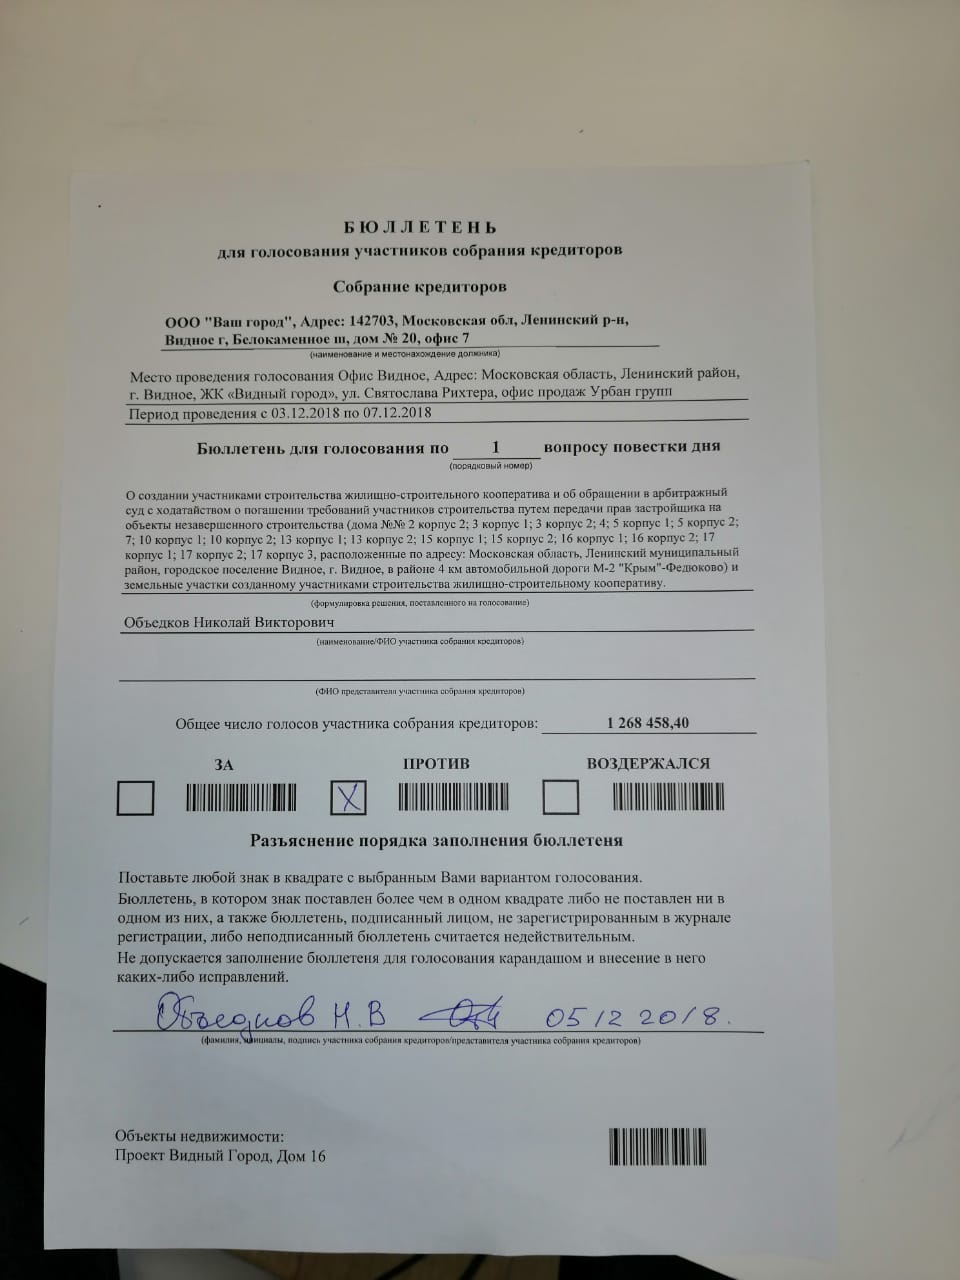 БЮЛЛЕТЕНЬ
для голосования участников собрания кредиторов
Собрание кредиторов
ООО "Ваш город", Адрес: 142703, Московская обл, Ленинский р-н,
Видное г, Белокаменное ш, дом № 20, офис 7
(наименование и местонахождение должника)
Место проведения голосования Офис Видное, Адрес: Московская область, Ленинский район,
г. Видное, ЖК «Видный город», ул. Святослава Рихтера, офис продаж Урбан групп
Период проведения с 03.12.2018 по 07.12.2018
Бюллетень для голосования по 1 вопросу повестки дня
(порядковый номер)
О создании участниками строительства жилищно-строительного кооператива и об обращении в арбитражный
суд с ходатайством о погашении требований участников строительства путем передачи прав застройщика на
объекты незавершенного строительства (дома №№ 2 корпус 2; 3 корпус 1; 3 корпус 2; 4; 5 корпус 1; 5 корпус 2;
7; 10 корпус 1; 10 корпус 2; 13 корпус 1; 13 корпус 2; 15 корпус 1; 15 корпус 2; 16 корпус 1; 16 корпус 2; 17
корпус 1; 17 корпус 2; 17 корпус 3, расположенные по адресу: Московская область, Ленинский муниципальный
район, городское поселение Видное, г. Видное, в районе 4 км автомобильной дороги М-2 "Крым"-Федюково) и
земельные участки созданному участниками строительства жилищно-строительному кооперативу.
(формулировка решения, поставленного на голосование)
Объедков Николай Викторович
(наименование/ФИО участника собрания кредиторов)
(ФИО представителя участника собрания кредиторов)
Общее число голосов участника собрания кредиторов: 1 268 458,40
ЗА ПРОТИВ ВОЗДЕРЖАЛСЯ
X
Разъяснение порядка заполнения бюллетеня
Поставьте любой знак в квадрате с выбранным Вами вариантом голосования.
Бюллетень, в котором знак поставлен более чем в одном квадрате либо не поставлен ни в
одном из них, а также бюллетень, подписанный лицом, не зарегистрированным в журнале
регистрации, либо неподписанный бюллетень считается недействительным.
Не допускается заполнение бюллетеня для голосования карандашом и внесение в него
каких-либо исправлений.
Объедков Н.В 05 12 2018.
(фамилия, инициалы, подпись участника собрания кредиторов/представителя участника собрания кредиторов)
Объекты недвижимости:
Проект Видный Город, Дом 16